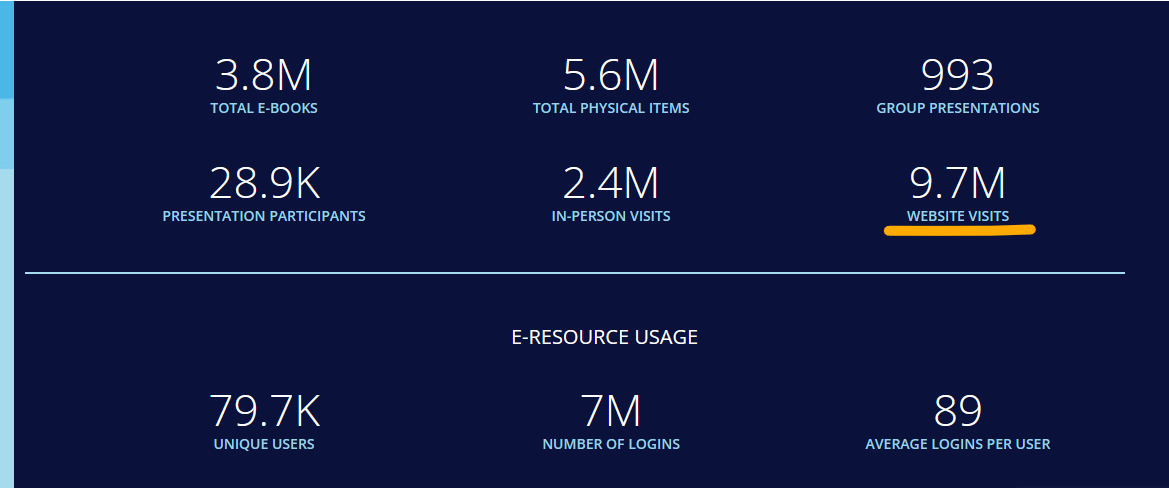 3.8M 5.6M 993
TOTAL E-BOOKS TOTAL PHYSICAL ITEMS GROUP PRESENTATIONS
28.9K 2.4M 9.7M
PRESENTATION PARTICIPANTS IN-PERSON VISITS WEBSITE VISITS
E-RESOURCE USAGE
79.7K 7M 89
UNIQUE USERS NUMBER OF LOGINS AVERAGE LOGINS PER USER